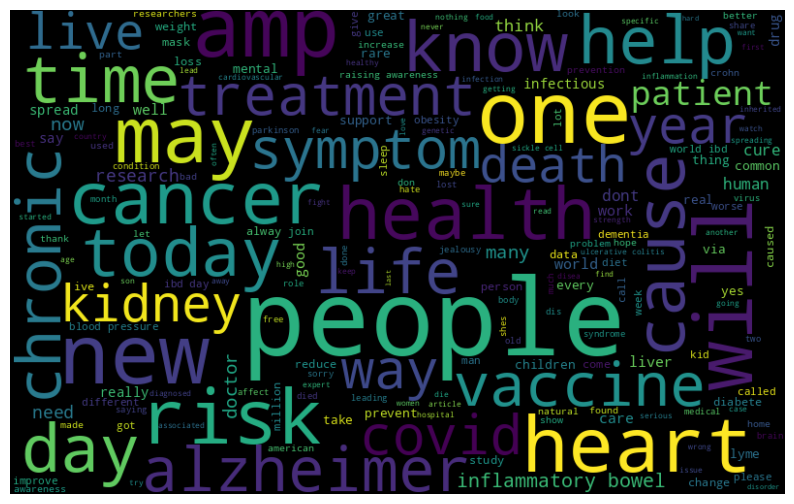 researchers nothing food look specific hard better
live weight great never think share want drug
part mask amp give use know help first
time loss increase rare healthy
lead mental raising awareness prevention inflammation crohn
cardiovascular infection getting infectious patient
spread treatment one inherited
long well obesity lot year watch
now say support spreading
used parkinson fear love genetic sickle cell world ibd cure
best country may symptom death thing common
condition often sleep maybe human
chronic research bad don hate dont virus
month fight lost read real worse
started cancer health sure work strength cause will
thank let alway join dementia another
age today good done jealousy many problem hope via caused
son life data ulcerative colitis find
ive high role world diet much disea yes
kidney ibd day away keep last person every call week going
blood pressure free people body dis
new shes syndrome two
way old man children come kid
reduce vaccine liver
really doctor sorry affect expert leading women die called
need different million died article take prevent natural found care diabete
made saying got risk hospital show serious medical case
day diagnosed covid home
associated american heart wrong brain
improve alzheimer study issue lyme
awareness try inflammatory bowel change please disorder